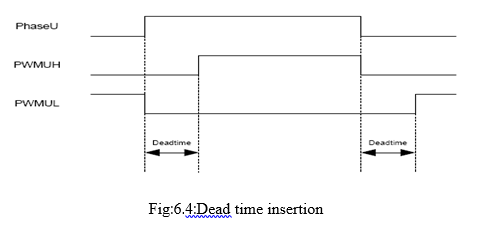 PhaseU
PWMUH
PWMUL
Deadtime
Deadtime
Fig:6.4:Dead time insertion